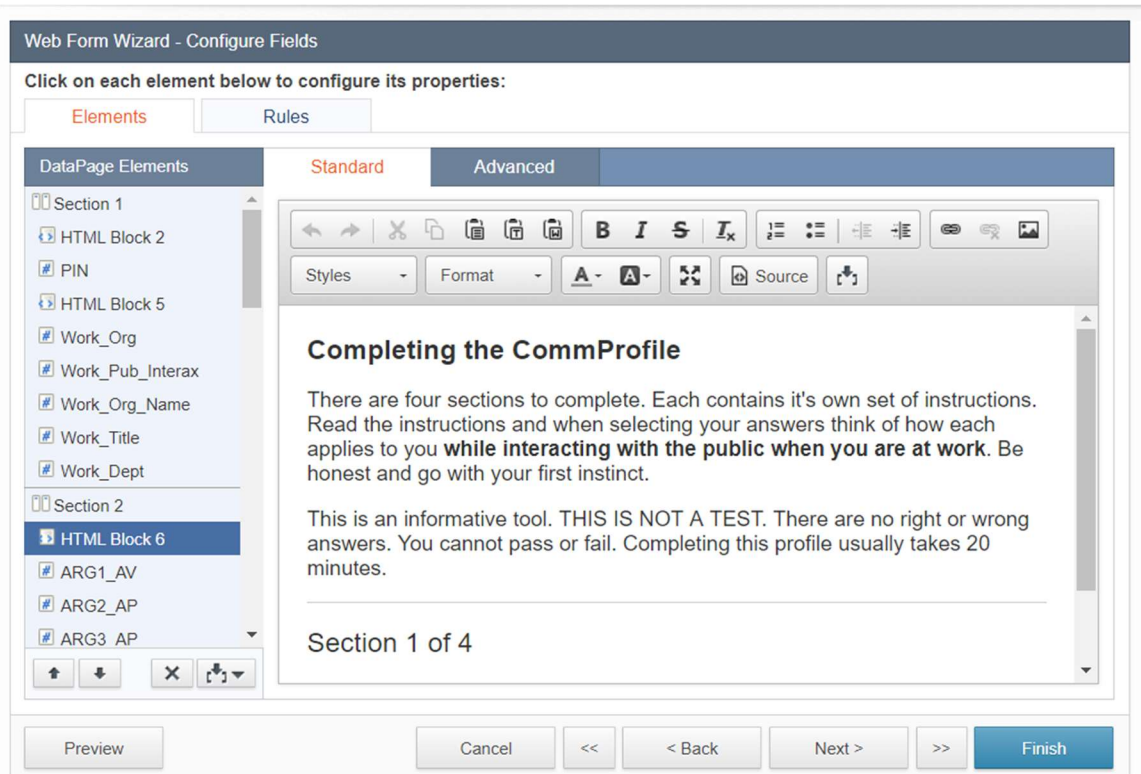 Web Form Wizard - Configure Fields
Click on each element below to configure its properties:
Elements
Rules
DataPage Elements
Section 1
HTML Block 2
PIN
HTML Block 5
Work_Org
Work_Pub_Interax
Work_Org_Name
Work_Title
Work_Dept
Section 2
HTML Block 6
ARG1_AV
ARG2_AP
ARG3_AP
Standard
Advanced
B I S Ix
Styles
Format
A
A
Source
Completing the CommProfile
There are four sections to complete. Each contains it's own set of instructions.
Read the instructions and when selecting your answers think of how each
applies to you while interacting with the public when you are at work. Be
honest and go with your first instinct.
This is an informative tool. THIS IS NOT A TEST. There are no right or wrong
answers. You cannot pass or fail. Completing this profile usually takes 20
minutes.
Section 1 of 4
Preview
Cancel
<<
< Back
Next >
>>
Finish